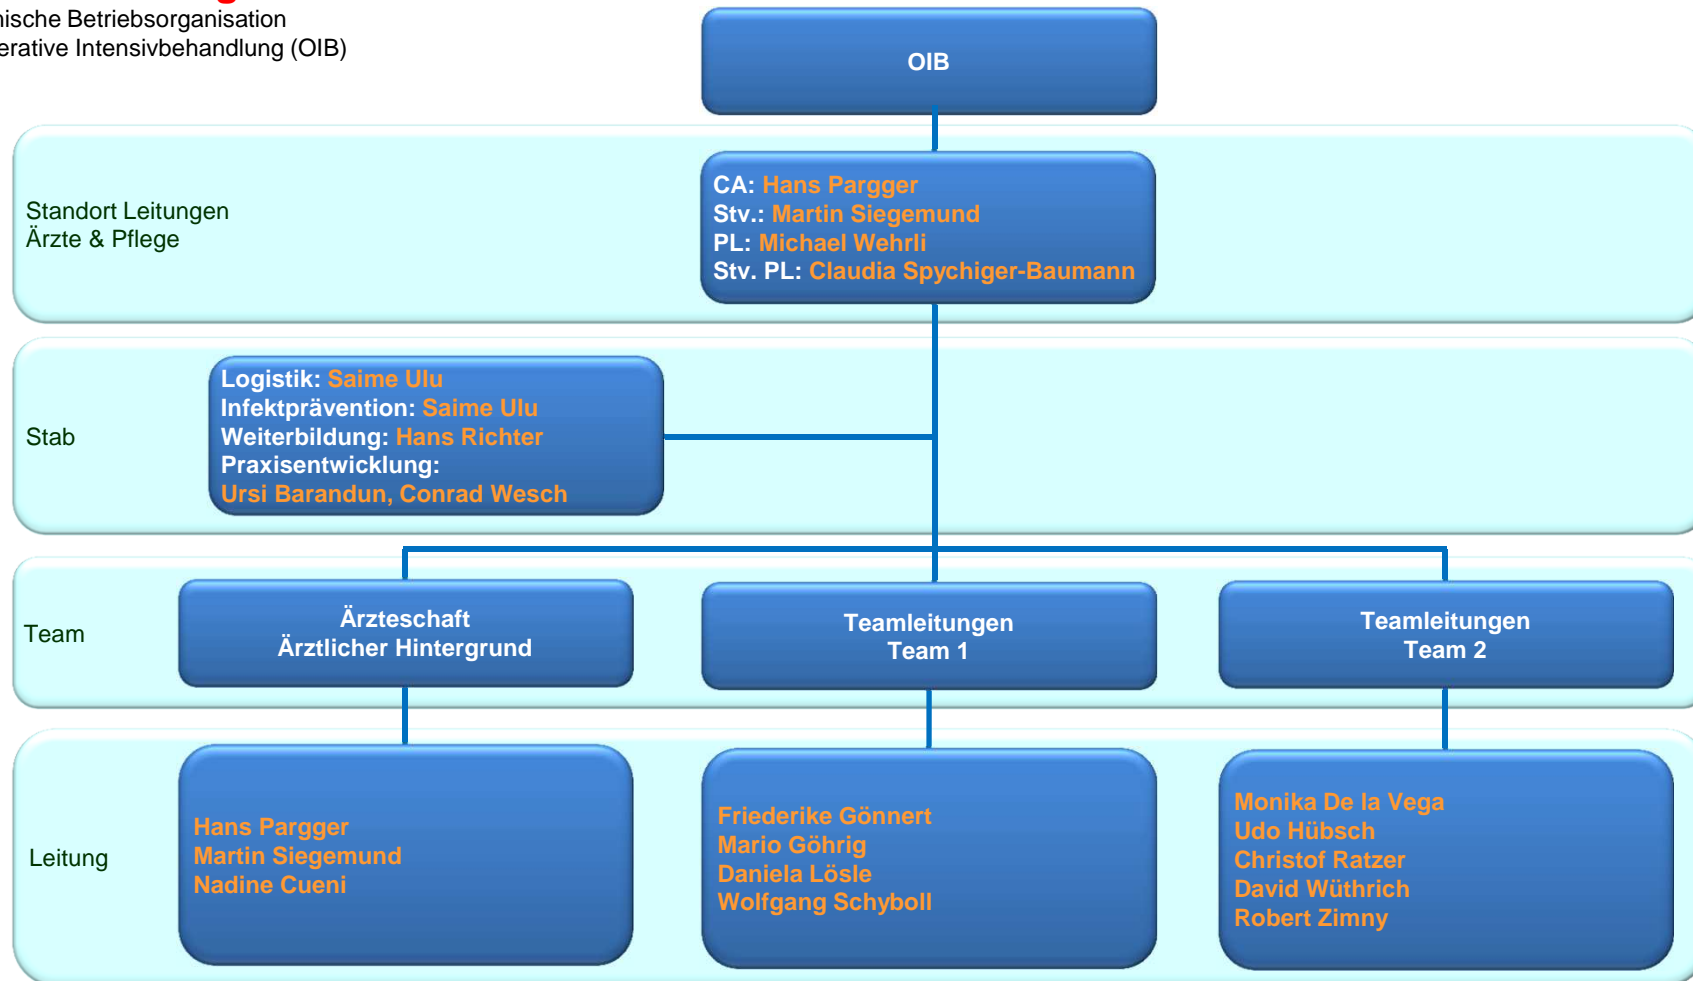 nische Betriebsorganisation
erative Intensivbehandlung (OIB)
OIB
Standort Leitungen
Ärzte & Pflege
CA: Hans Pargger
Stv.: Martin Siegemund
PL: Michael Wehrli
Stv. PL: Claudia Spychiger-Baumann
Stab
Logistik: Saime Ulu
Infektprävention: Saime Ulu
Weiterbildung: Hans Richter
Praxisentwicklung:
Ursi Barandun, Conrad Wesch
Team
Ärzteschaft
Ärztlicher Hintergrund
Teamleitungen
Team 1
Teamleitungen
Team 2
Leitung
Hans Pargger
Martin Siegemund
Nadine Cueni
Friederike Gönnert
Mario Göhrig
Daniela Lösle
Wolfgang Schyboll
Monika De la Vega
Udo Hübsch
Christof Ratzer
David Wüthrich
Robert Zimny